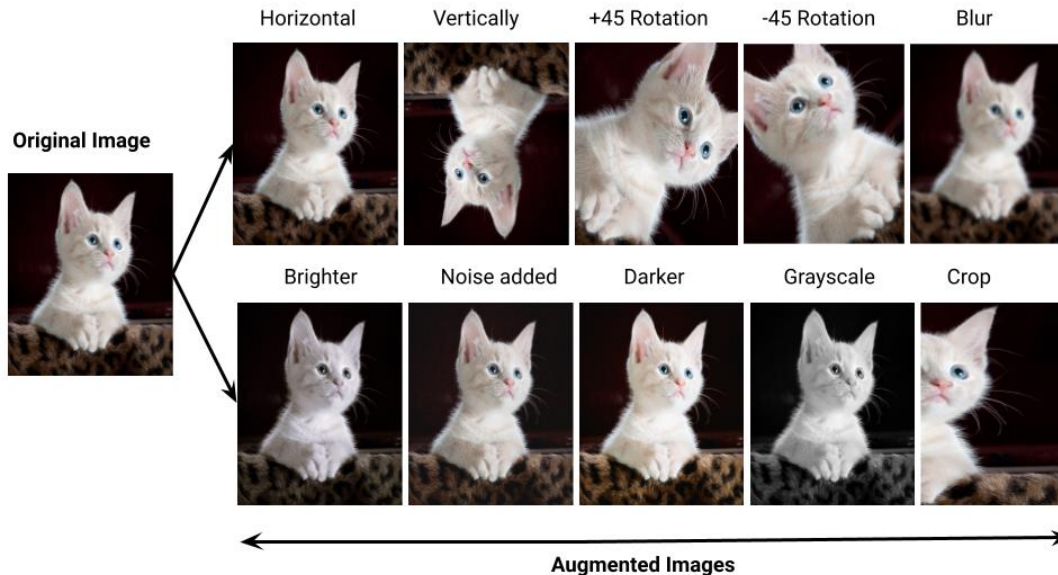 Horizontal Vertically +45 Rotation -45 Rotation Blur
Original Image
Brighter Noise added Darker Grayscale Crop
Augmented Images